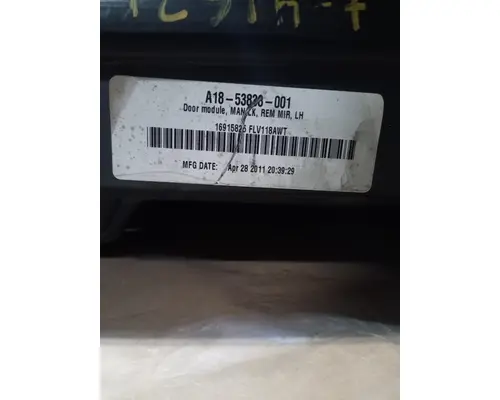 A18-53833-001
Door module, MAN LK, REM MIR, LH
16915826 FLV118AWT
MFG DATE: Apr 28 2011 20:39:29